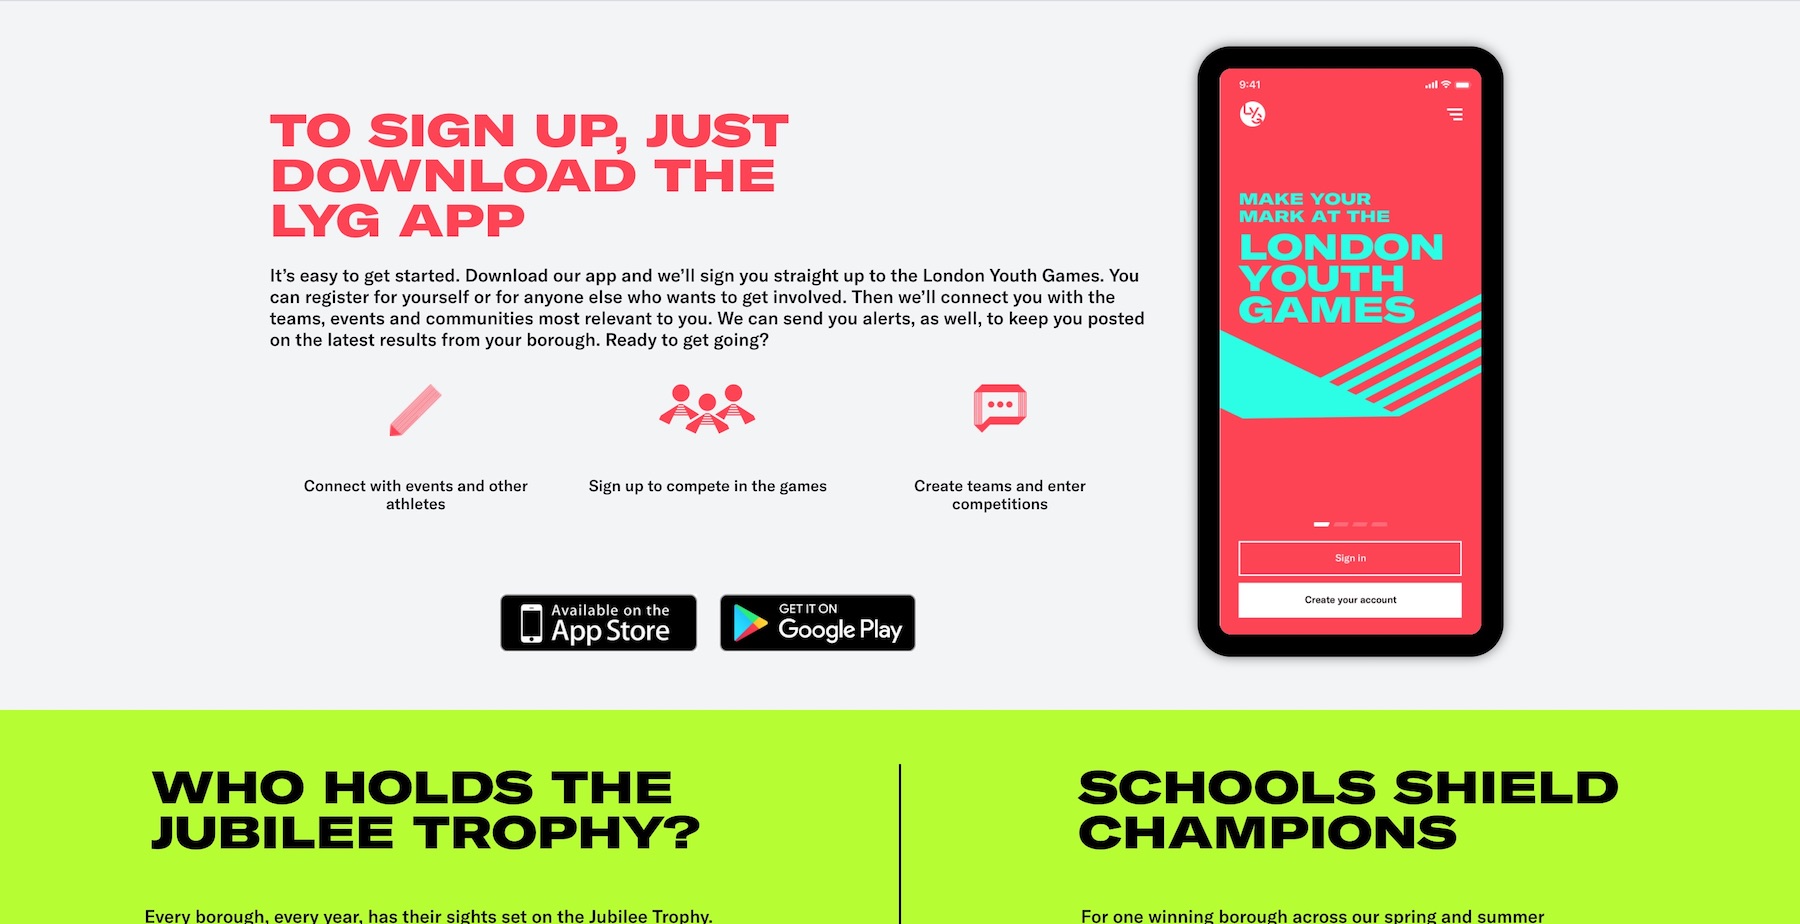 TO SIGN UP, JUST
DOWNLOAD THE
LYG APP
It’s easy to get started. Download our app and we’ll sign you straight up to the London Youth Games. You
can register for yourself or for anyone else who wants to get involved. Then we’ll connect you with the
teams, events and communities most relevant to you. We can send you alerts, as well, to keep you posted
on the latest results from your borough. Ready to get going?
Connect with events and other
athletes
Sign up to compete in the games
Create teams and enter
competitions
Available on the
App Store
GET IT ON
Google Play
9:41
LYG
MAKE YOUR
MARK AT THE
LONDON
YOUTH
GAMES
Sign in
Create your account
WHO HOLDS THE
JUBILEE TROPHY?
Every borough, every year, has their sights set on the Jubilee Trophy.
SCHOOLS SHIELD
CHAMPIONS
For one winning borough across our spring and summer